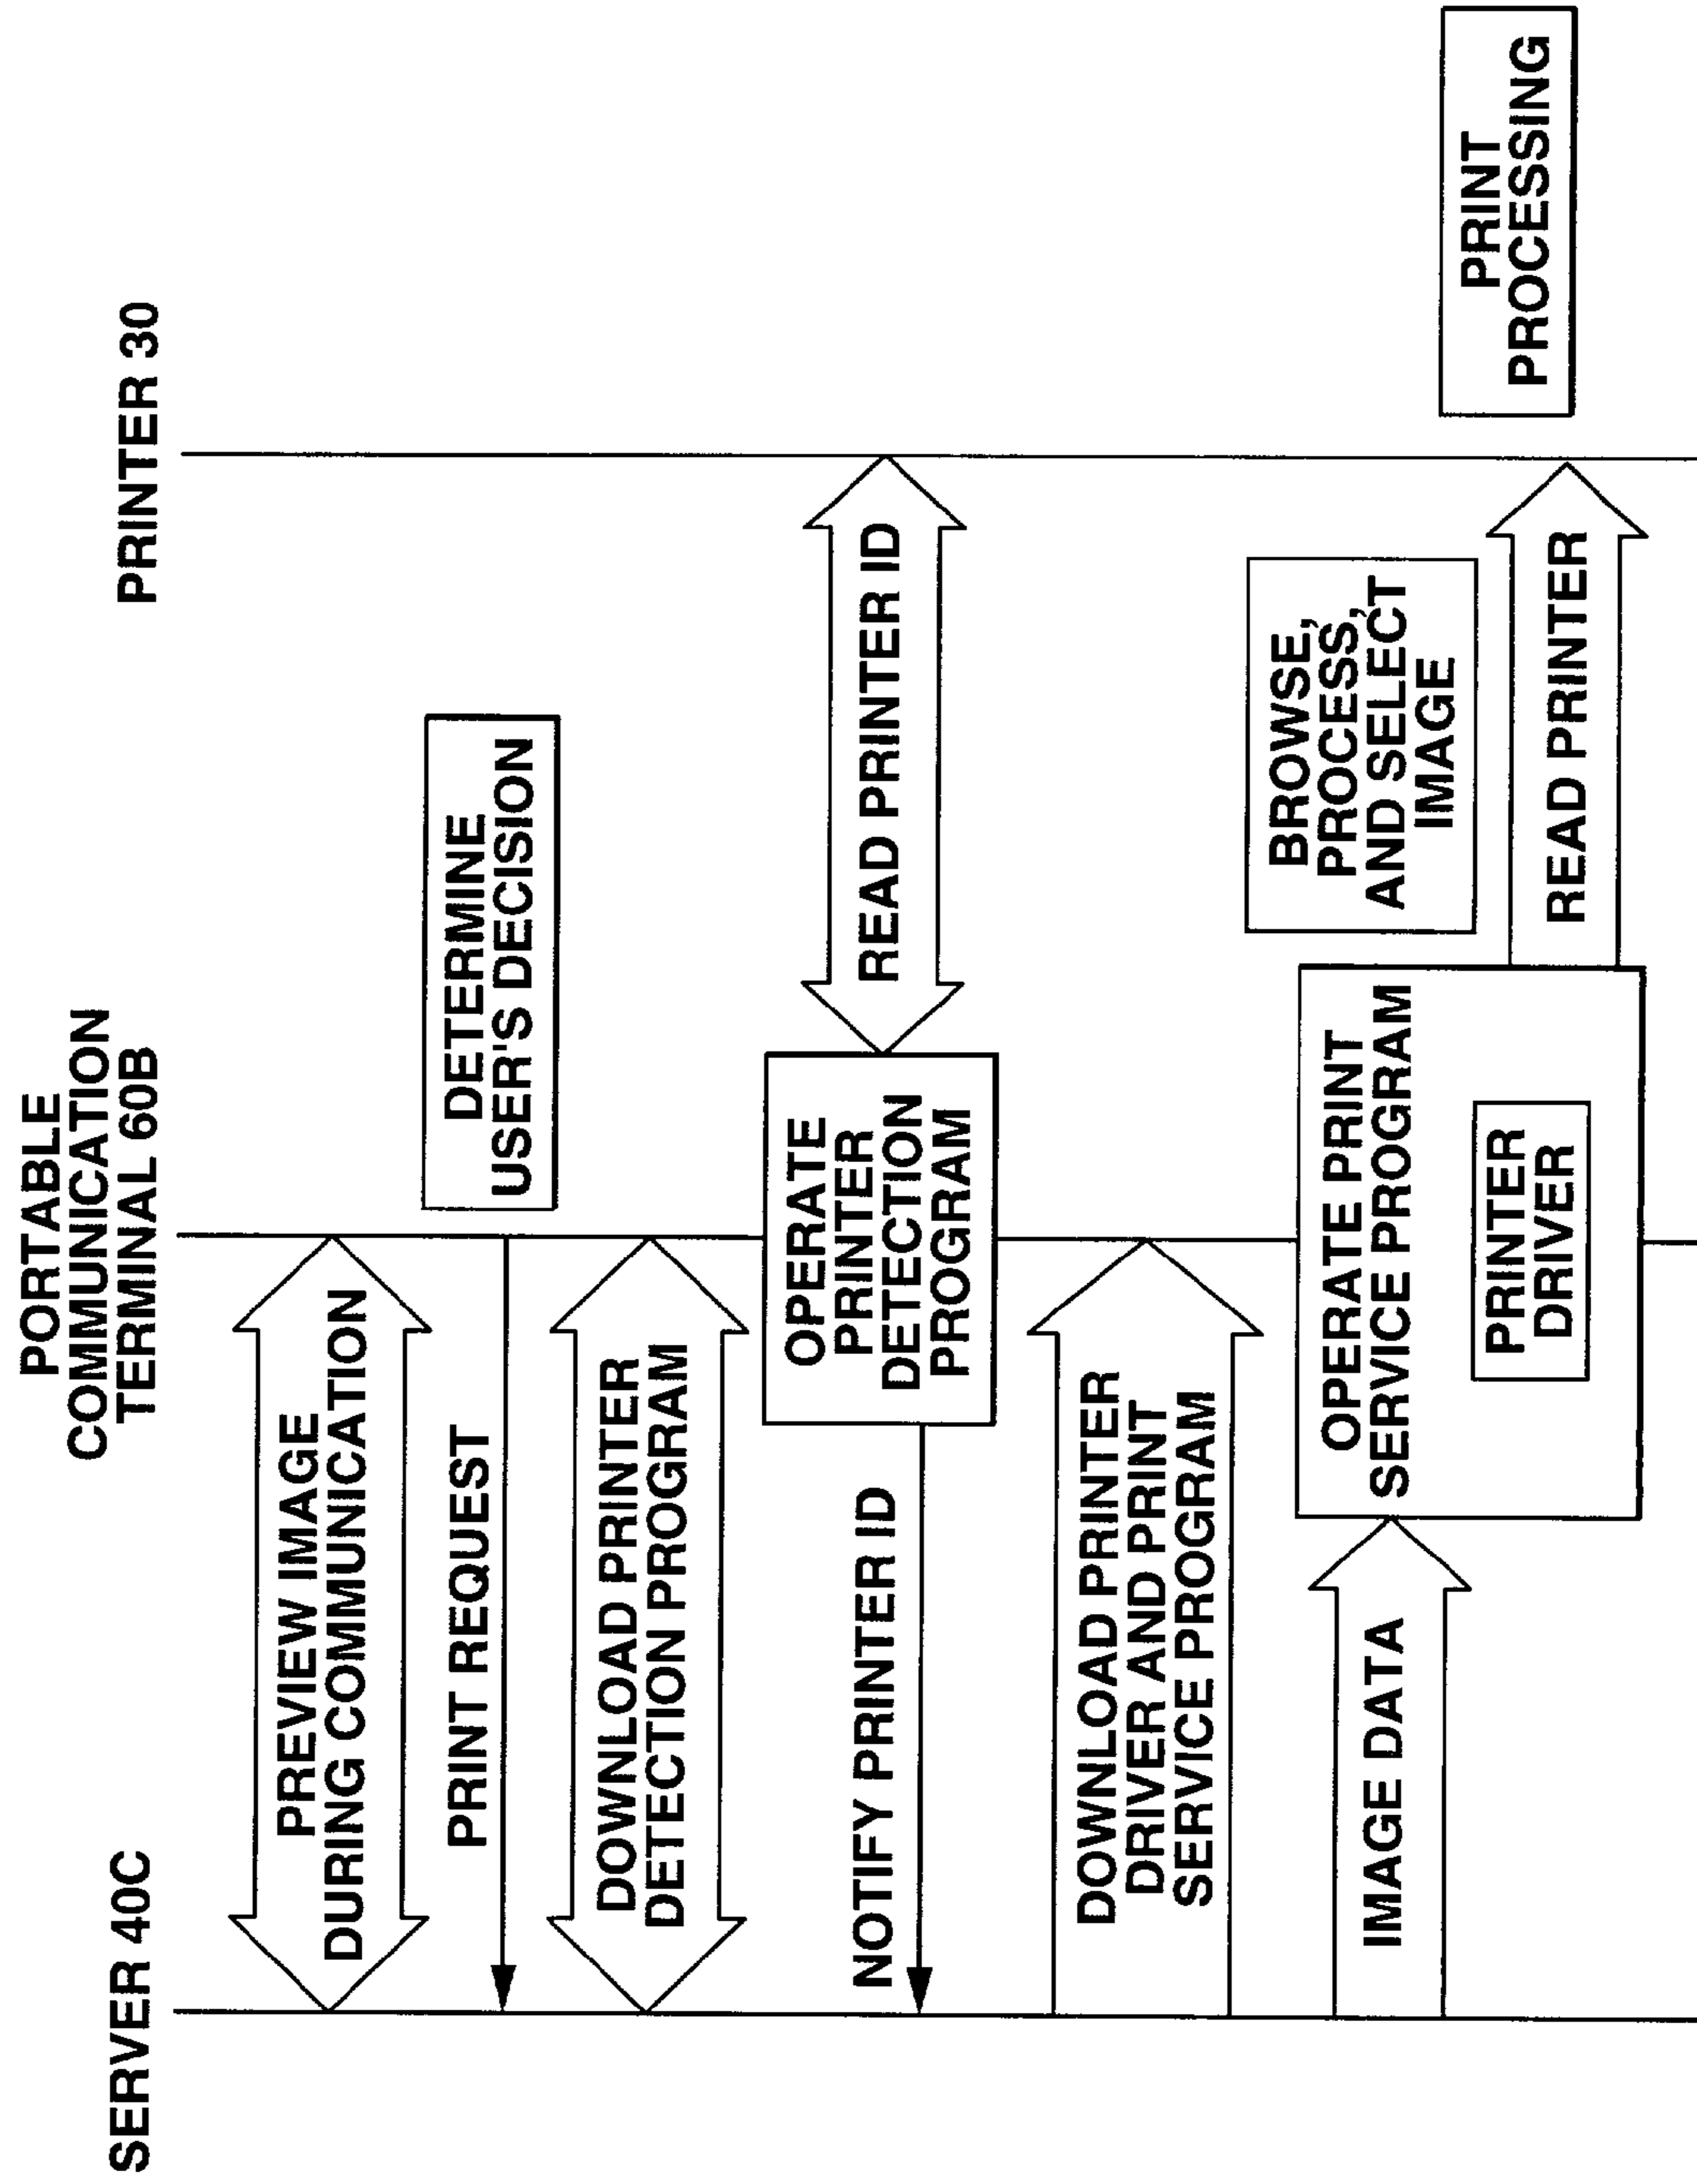 SERVER 40C
PORTABLE
COMMUNICATION
TERMINAL 60B
PRINTER 30
PREVIEW IMAGE
DURING COMMUNICATION
DETERMINE
USER'S DECISION
PRINT REQUEST
DOWNLOAD PRINTER
DETECTION PROGRAM
OPERATE
PRINTER
DETECTION
PROGRAM
READ PRINTER ID
NOTIFY PRINTER ID
DOWNLOAD PRINTER
DRIVER AND PRINT
SERVICE PROGRAM
BROWSE,
PROCESS,
AND SELECT
IMAGE
IMAGE DATA
OPERATE PRINT
SERVICE PROGRAM
PRINTER
DRIVER
READ PRINTER
PRINT
PROCESSING